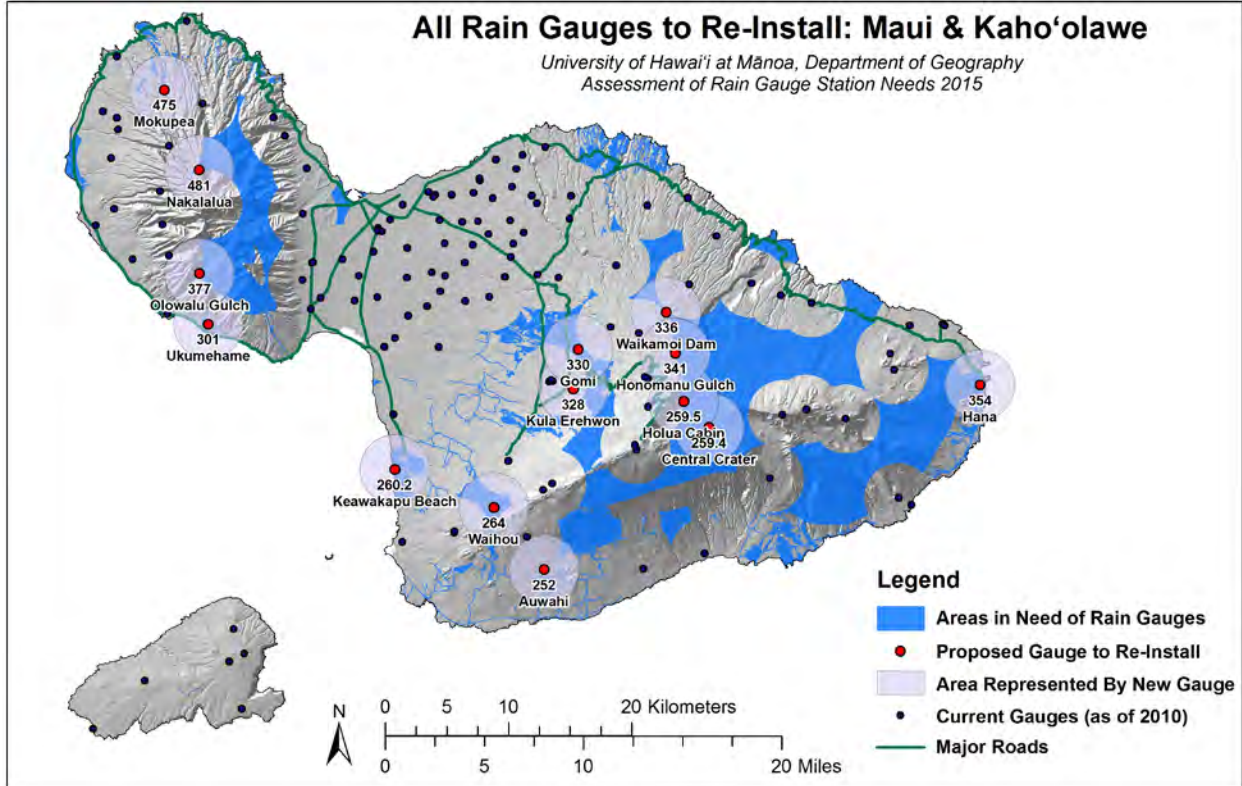 All Rain Gauges to Re-Install: Maui & Kahoʻolawe
University of Hawaiʻi at Mānoa, Department of Geography
Assessment of Rain Gauge Station Needs 2015
475
Mokupea
481
Nakalalua
377
Olowalu Gulch
301
Ukumehame
336
Waikamoi Dam
330
Gomi
341
Honomanu Gulch
328
Kula Erehwon
259.5
Holua Cabin
259.4
Central Crater
354
Hana
260.2
Keawakapu Beach
264
Waihou
252
Auwahi
Legend
Areas in Need of Rain Gauges
Proposed Gauge to Re-Install
Area Represented By New Gauge
Current Gauges (as of 2010)
Major Roads
N
0 5 10 20 Kilometers
0 5 10 20 Miles